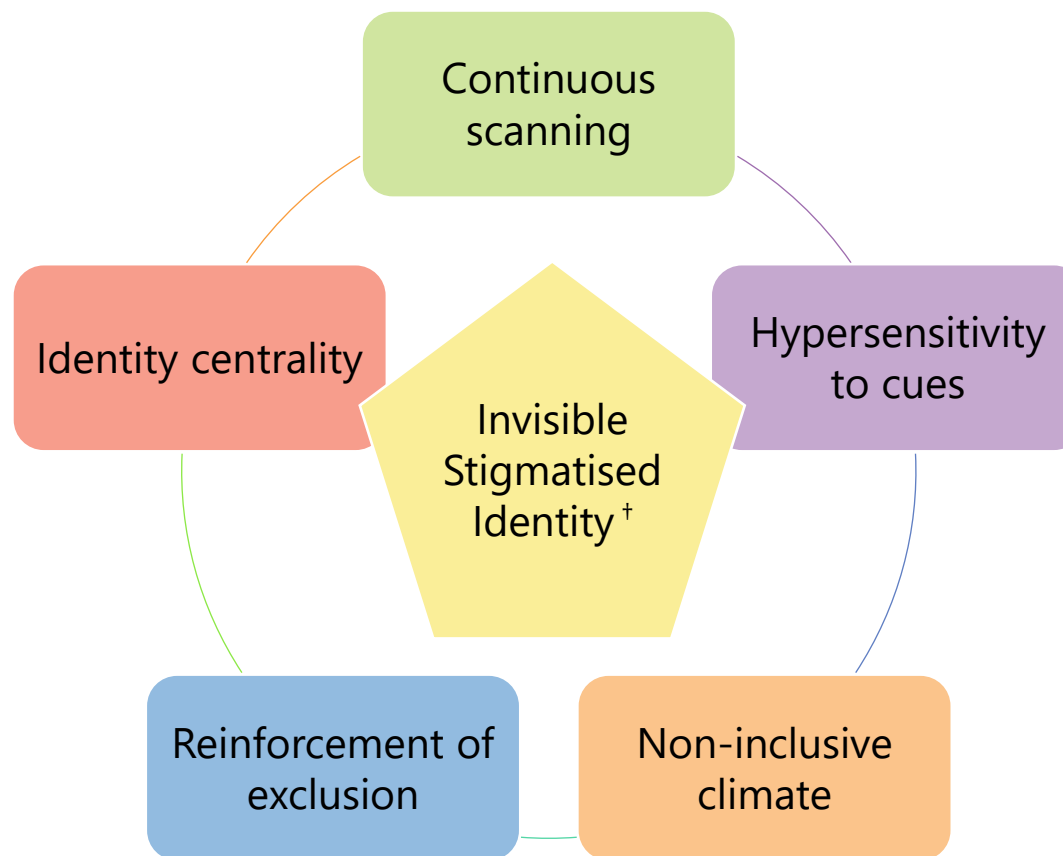 Continuous
scanning
Identity centrality
Hypersensitivity
to cues
Invisible
Stigmatised
Identity †
Reinforcement of
exclusion
Non-inclusive
climate